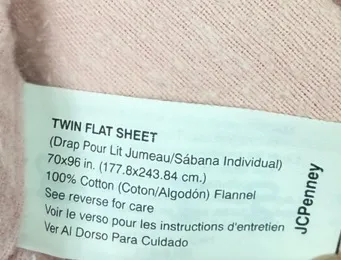 TWIN FLAT SHEET
(Drap Pour Lit Jumeau/Sábana Individual)
70x96 in. (177.8x243.84 cm.)
100% Cotton (Coton/Algodón) Flannel
See reverse for care
Voir le verso pour les instructions d'entretien
Ver Al Dorso Para Cuidado
JCPenney